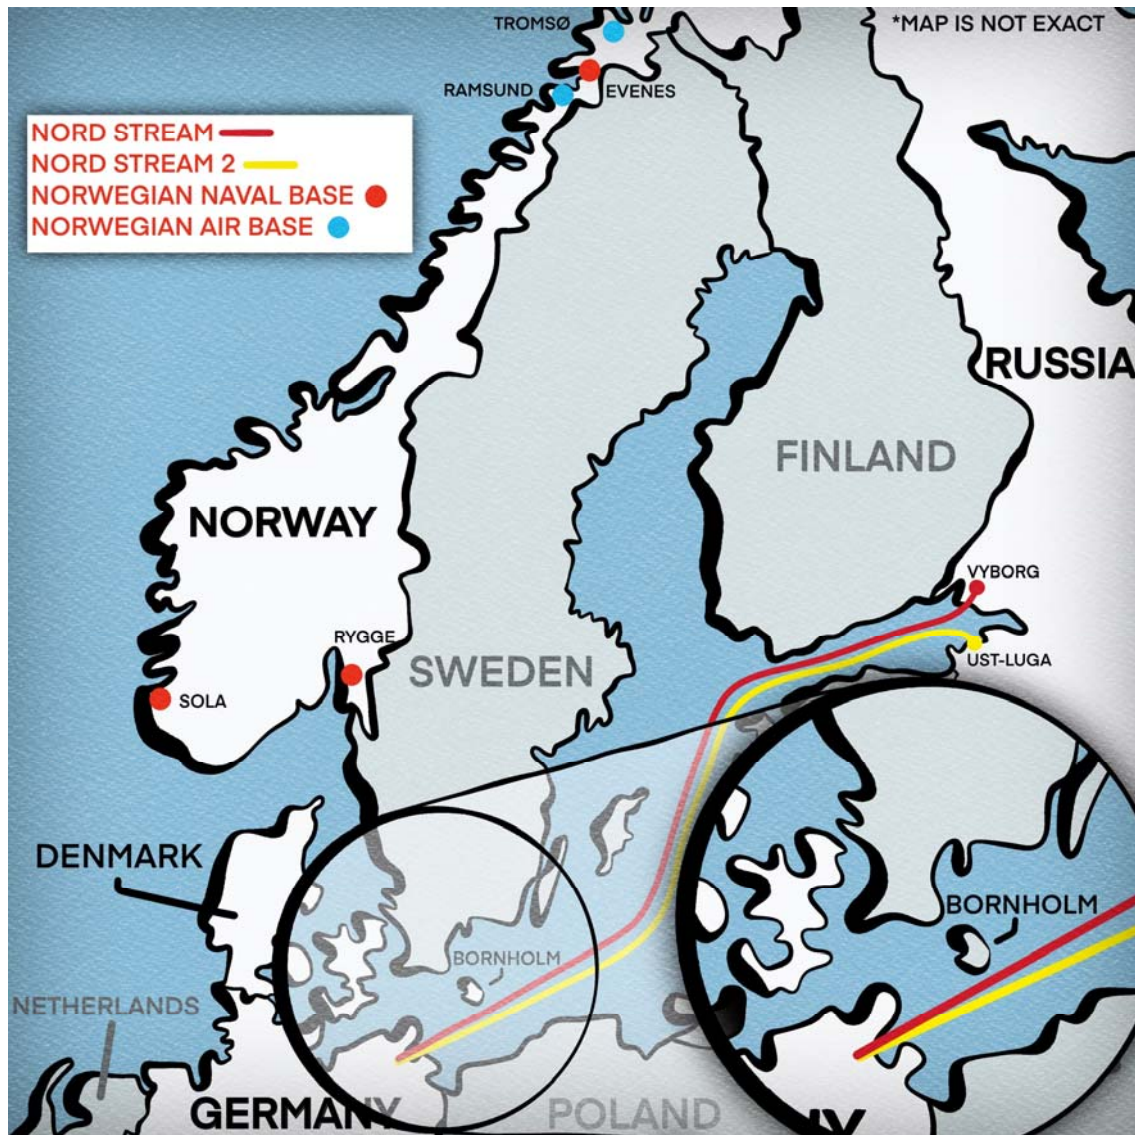 TROMSØ
*MAP IS NOT EXACT
RAMSUND
EVENES
NORD STREAM
NORD STREAM 2
NORWEGIAN NAVAL BASE
NORWEGIAN AIR BASE
RUSSIA
FINLAND
NORWAY
VYBORG
RYGGE
UST-LUGA
SWEDEN
SOLA
DENMARK
BORNHOLM
BORNHOLM
NETHERLANDS
GERMANY
POLAND
NY